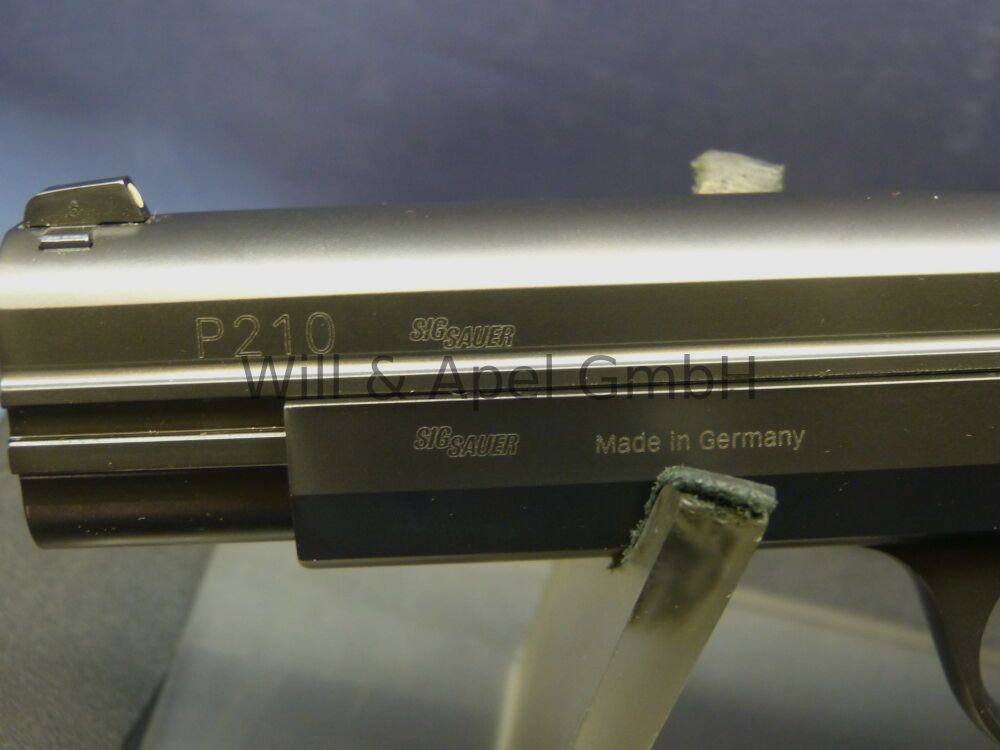 P210 SIG SAUER
Will & Apel GmbH
SIG SAUER Made in Germany